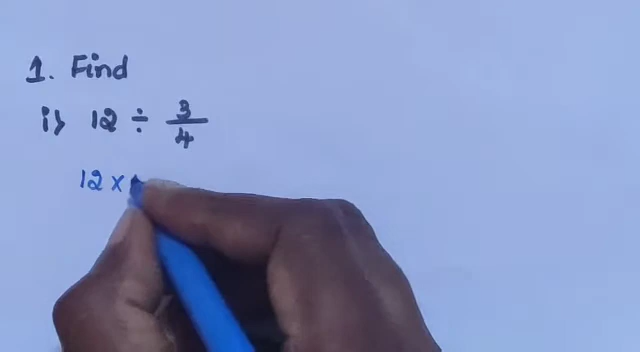 1. Find
i) 12 ÷ 3/4
12 ×